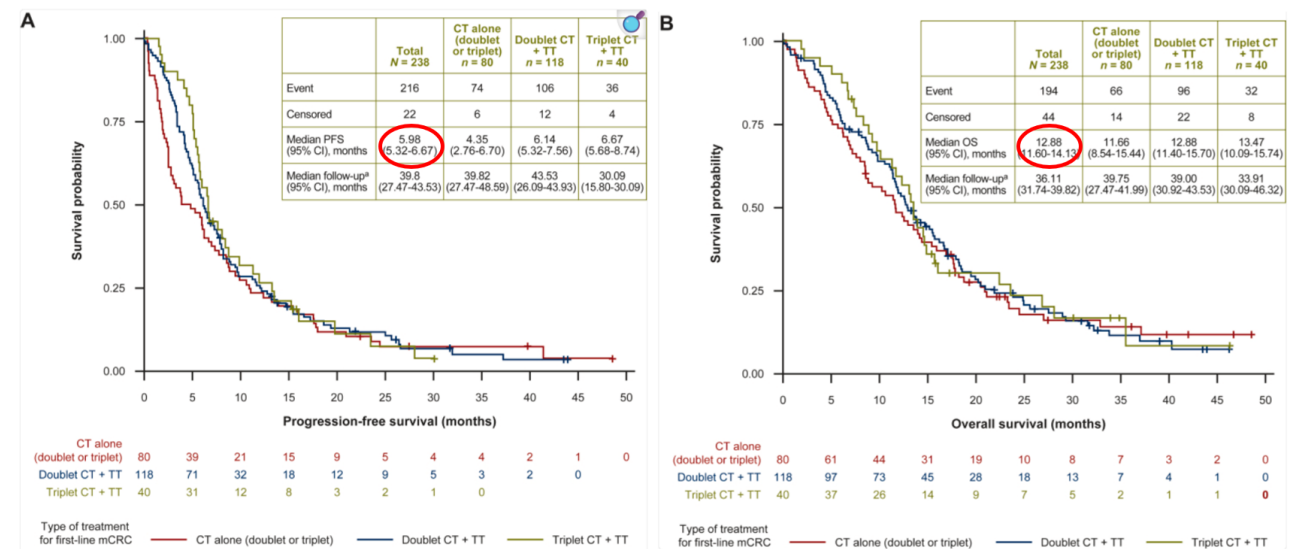 A
CT alone
(doublet
or triplet)
n = 80
Total
N = 238
Doublet CT
+ TT
n = 118
Triplet CT
+ TT
n = 40
Event 216 74 106 36
Censored 22 6 12 4
Median PFS
(95% CI), months
5.98
(5.32-6.67)
4.35
(2.76-6.70)
6.14
(5.32-7.56)
6.67
(5.68-8.74)
Median follow-upᵃ
(95% CI), months
39.8
(27.47-43.53)
39.82
(27.47-48.59)
43.53
(26.09-43.93)
30.09
(15.80-30.09)
Survival probability
1.00
0.75
0.50
0.25
0.00
0 5 10 15 20 25 30 35 40 45 50
Progression-free survival (months)
CT alone
(doublet or triplet) 80 39 21 15 9 5 4 4 2 1 0
Doublet CT + TT 118 71 32 18 12 9 5 3 2 0
Triplet CT + TT 40 31 12 8 3 2 1 0
Type of treatment
for first-line mCRC
CT alone (doublet or triplet) Doublet CT + TT Triplet CT + TT
B
CT alone
(doublet
or triplet)
n = 80
Total
N = 238
Doublet CT
+ TT
n = 118
Triplet CT
+ TT
n = 40
Event 194 66 96 32
Censored 44 14 22 8
Median OS
(95% CI), months
12.88
(11.60-14.13)
11.66
(8.54-15.44)
12.88
(11.40-15.70)
13.47
(10.09-15.74)
Median follow-upᵃ
(95% CI), months
36.11
(31.74-39.82)
39.75
(27.47-41.99)
39.00
(30.92-43.53)
33.91
(30.09-46.32)
Survival probability
1.00
0.75
0.50
0.25
0.00
0 5 10 15 20 25 30 35 40 45 50
Overall survival (months)
CT alone
(doublet or triplet) 80 61 44 31 19 10 8 7 3 2 0
Doublet CT + TT 118 97 73 45 28 18 13 7 4 1 0
Triplet CT + TT 40 37 26 14 9 7 5 2 1 1 0
Type of treatment
for first-line mCRC
CT alone (doublet or triplet) Doublet CT + TT Triplet CT + TT